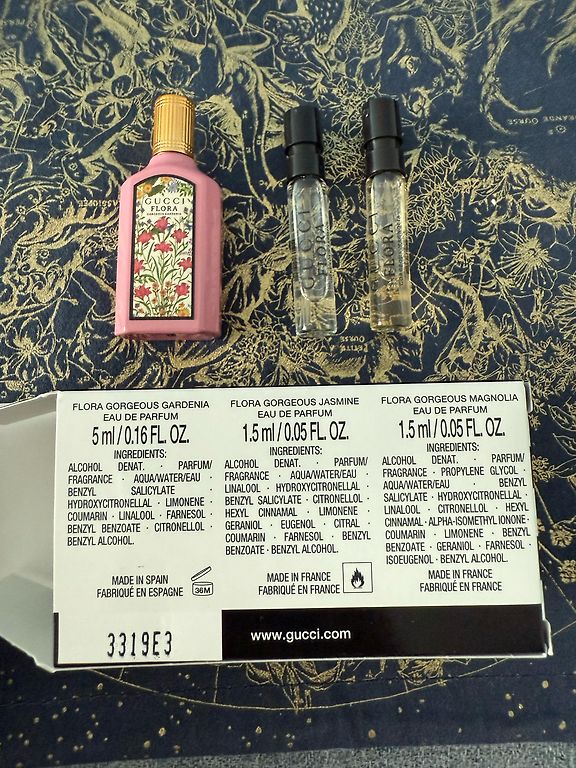 GUCCI
FLORA
GORGEOUS GARDENIA
GUCCI
FLORA
FLORA
PETITE OURSE
FLORA GORGEOUS GARDENIA
EAU DE PARFUM
5 ml / 0.16 FL. OZ.
INGREDIENTS:
ALCOHOL DENAT. · PARFUM/
FRAGRANCE · AQUA/WATER/EAU ·
BENZYL SALICYLATE ·
HYDROXYCITRONELLAL · LIMONENE ·
COUMARIN · LINALOOL · FARNESOL ·
BENZYL BENZOATE · CITRONELLOL ·
BENZYL ALCOHOL.
MADE IN SPAIN
FABRIQUÉ EN ESPAGNE
36M
3319E3
FLORA GORGEOUS JASMINE
EAU DE PARFUM
1.5 ml / 0.05 FL. OZ.
INGREDIENTS:
ALCOHOL DENAT. · PARFUM/
FRAGRANCE · AQUA/WATER/EAU ·
LINALOOL · HYDROXYCITRONELLAL ·
BENZYL SALICYLATE · CITRONELLOL ·
HEXYL CINNAMAL · LIMONENE ·
GERANIOL · EUGENOL · CITRAL ·
COUMARIN · FARNESOL · BENZYL
BENZOATE · BENZYL ALCOHOL.
MADE IN FRANCE
FABRIQUÉ EN FRANCE
FLORA GORGEOUS MAGNOLIA
EAU DE PARFUM
1.5 ml / 0.05 FL. OZ.
INGREDIENTS:
ALCOHOL DENAT. · PARFUM/
FRAGRANCE · PROPYLENE GLYCOL ·
AQUA/WATER/EAU · BENZYL
SALICYLATE · HYDROXYCITRONELLAL ·
LINALOOL · CITRONELLOL · HEXYL
CINNAMAL · ALPHA-ISOMETHYL IONONE ·
COUMARIN · LIMONENE · BENZYL
BENZOATE · GERANIOL · FARNESOL ·
ISOEUGENOL · BENZYL ALCOHOL.
MADE IN FRANCE
FABRIQUÉ EN FRANCE
www.gucci.com